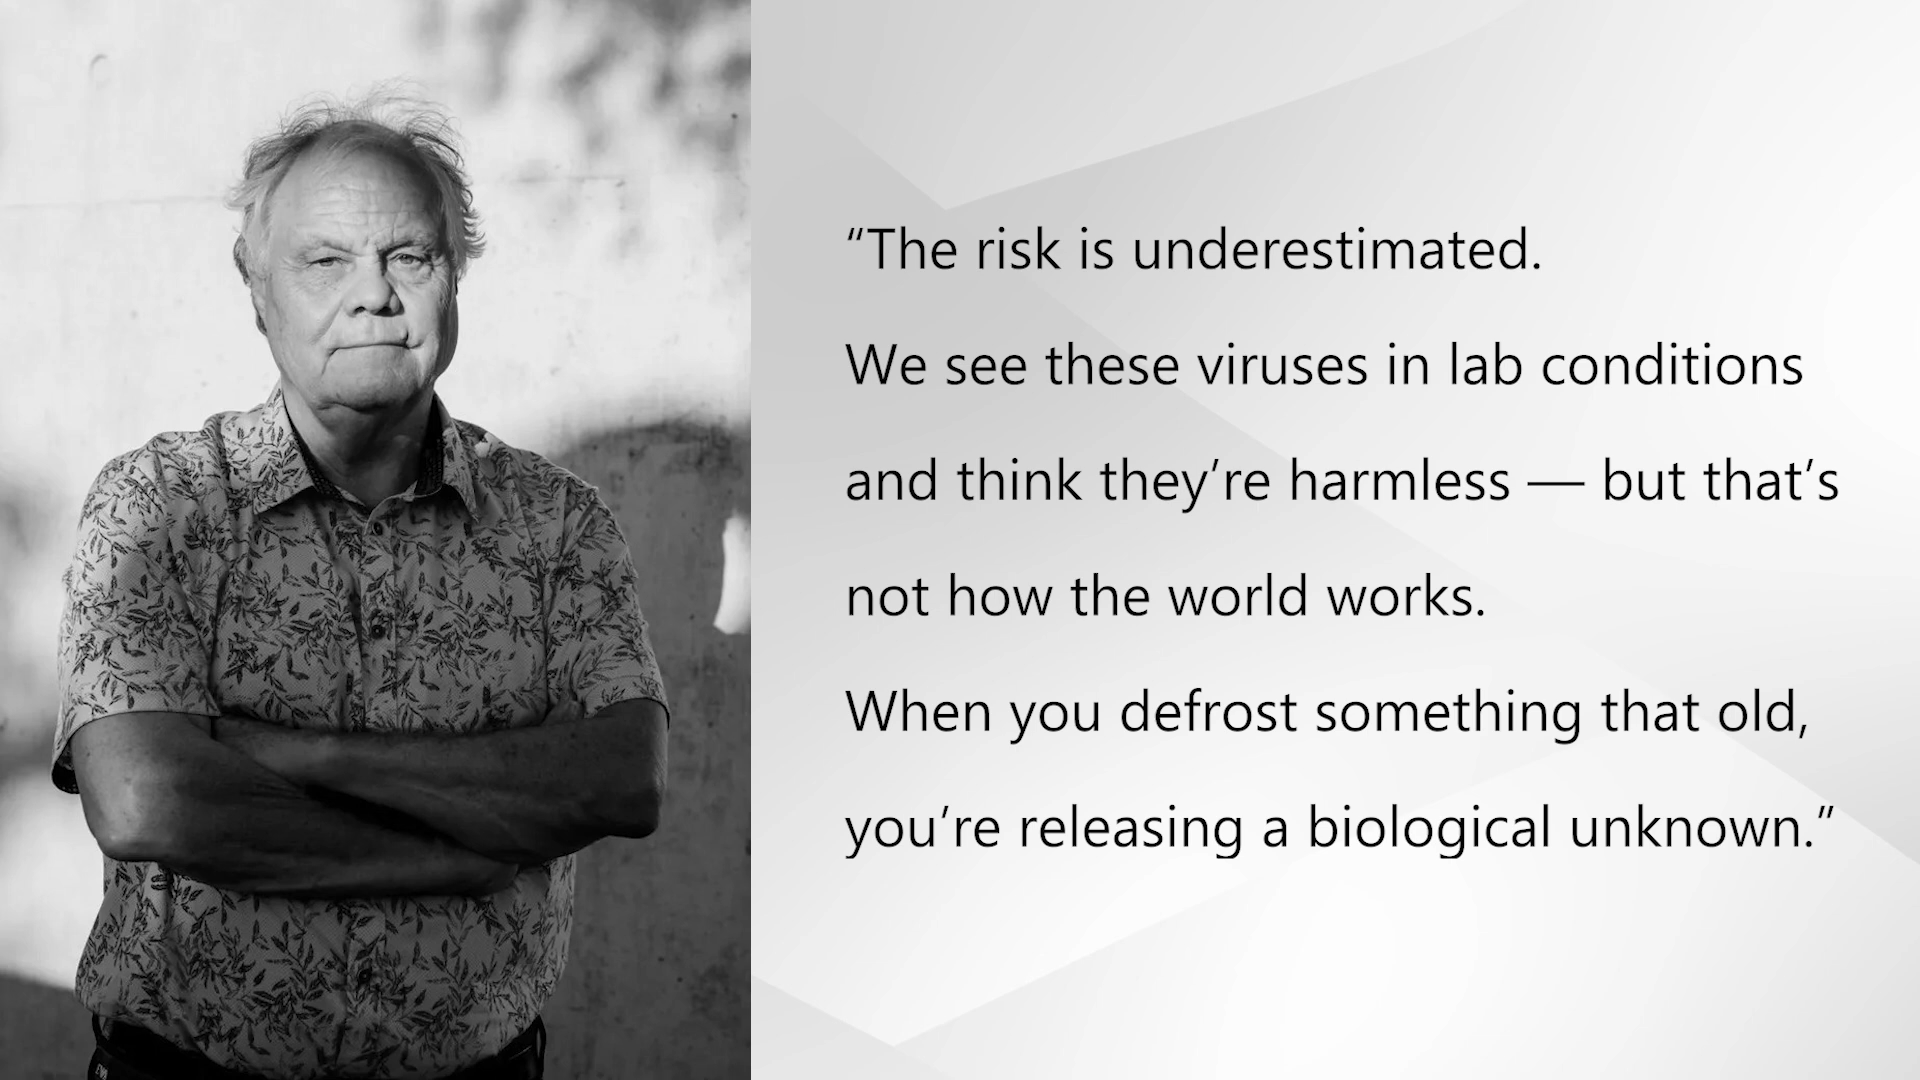 “The risk is underestimated.
We see these viruses in lab conditions
and think they’re harmless — but that’s
not how the world works.
When you defrost something that old,
you’re releasing a biological unknown.”